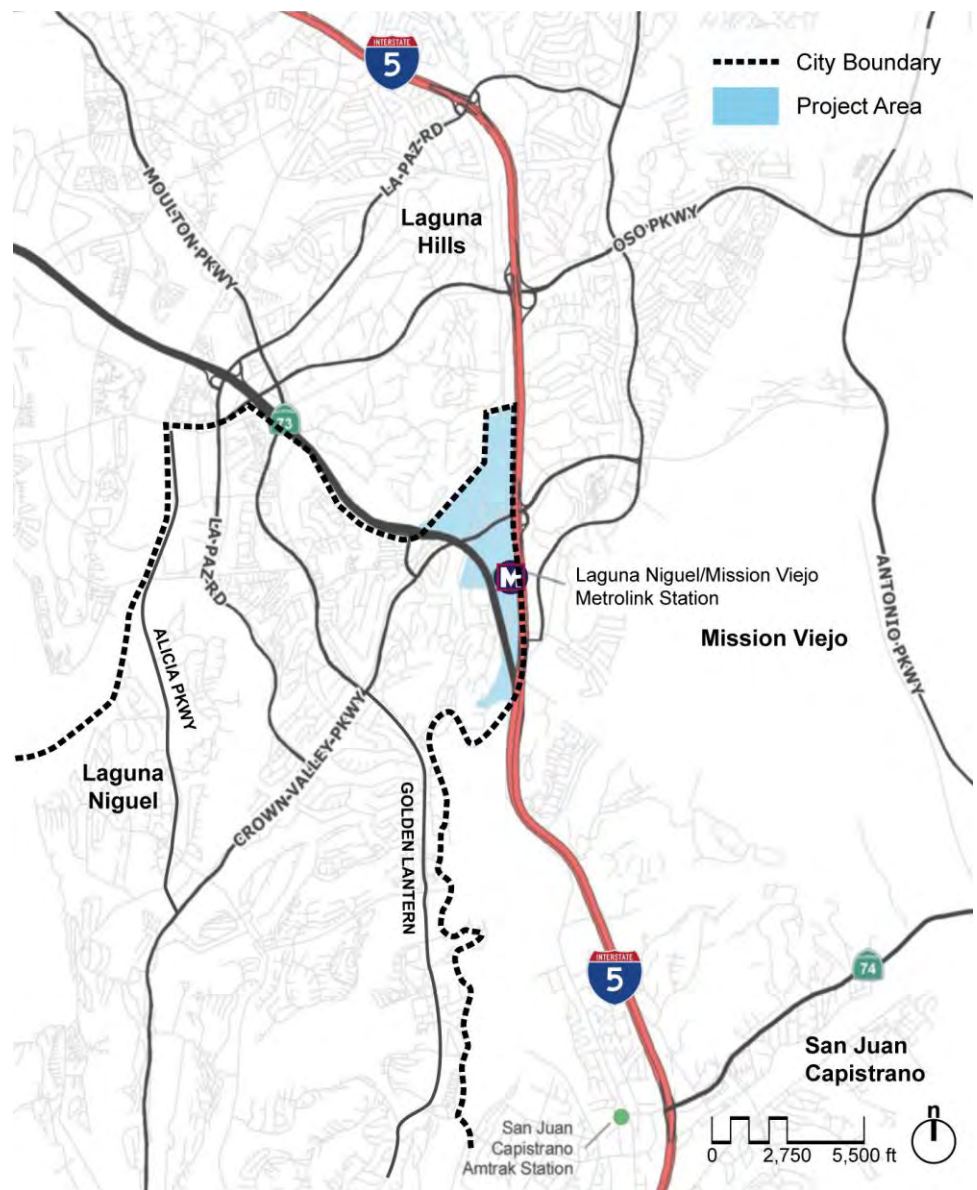 INTERSTATE
5
City Boundary
Project Area
LA PAZ RD
MOULTON PKWY
Laguna
Hills
OSO PKWY
73
LA PAZ RD
ALICIA PKWY
M
Laguna Niguel/Mission Viejo
Metrolink Station
Mission Viejo
ANTONIO PKWY
Laguna
Niguel
CROWN VALLEY PKWY
GOLDEN LANTERN
INTERSTATE
5
74
San Juan
Capistrano
San Juan
Capistrano
Amtrak Station
n
0 2,750 5,500 ft